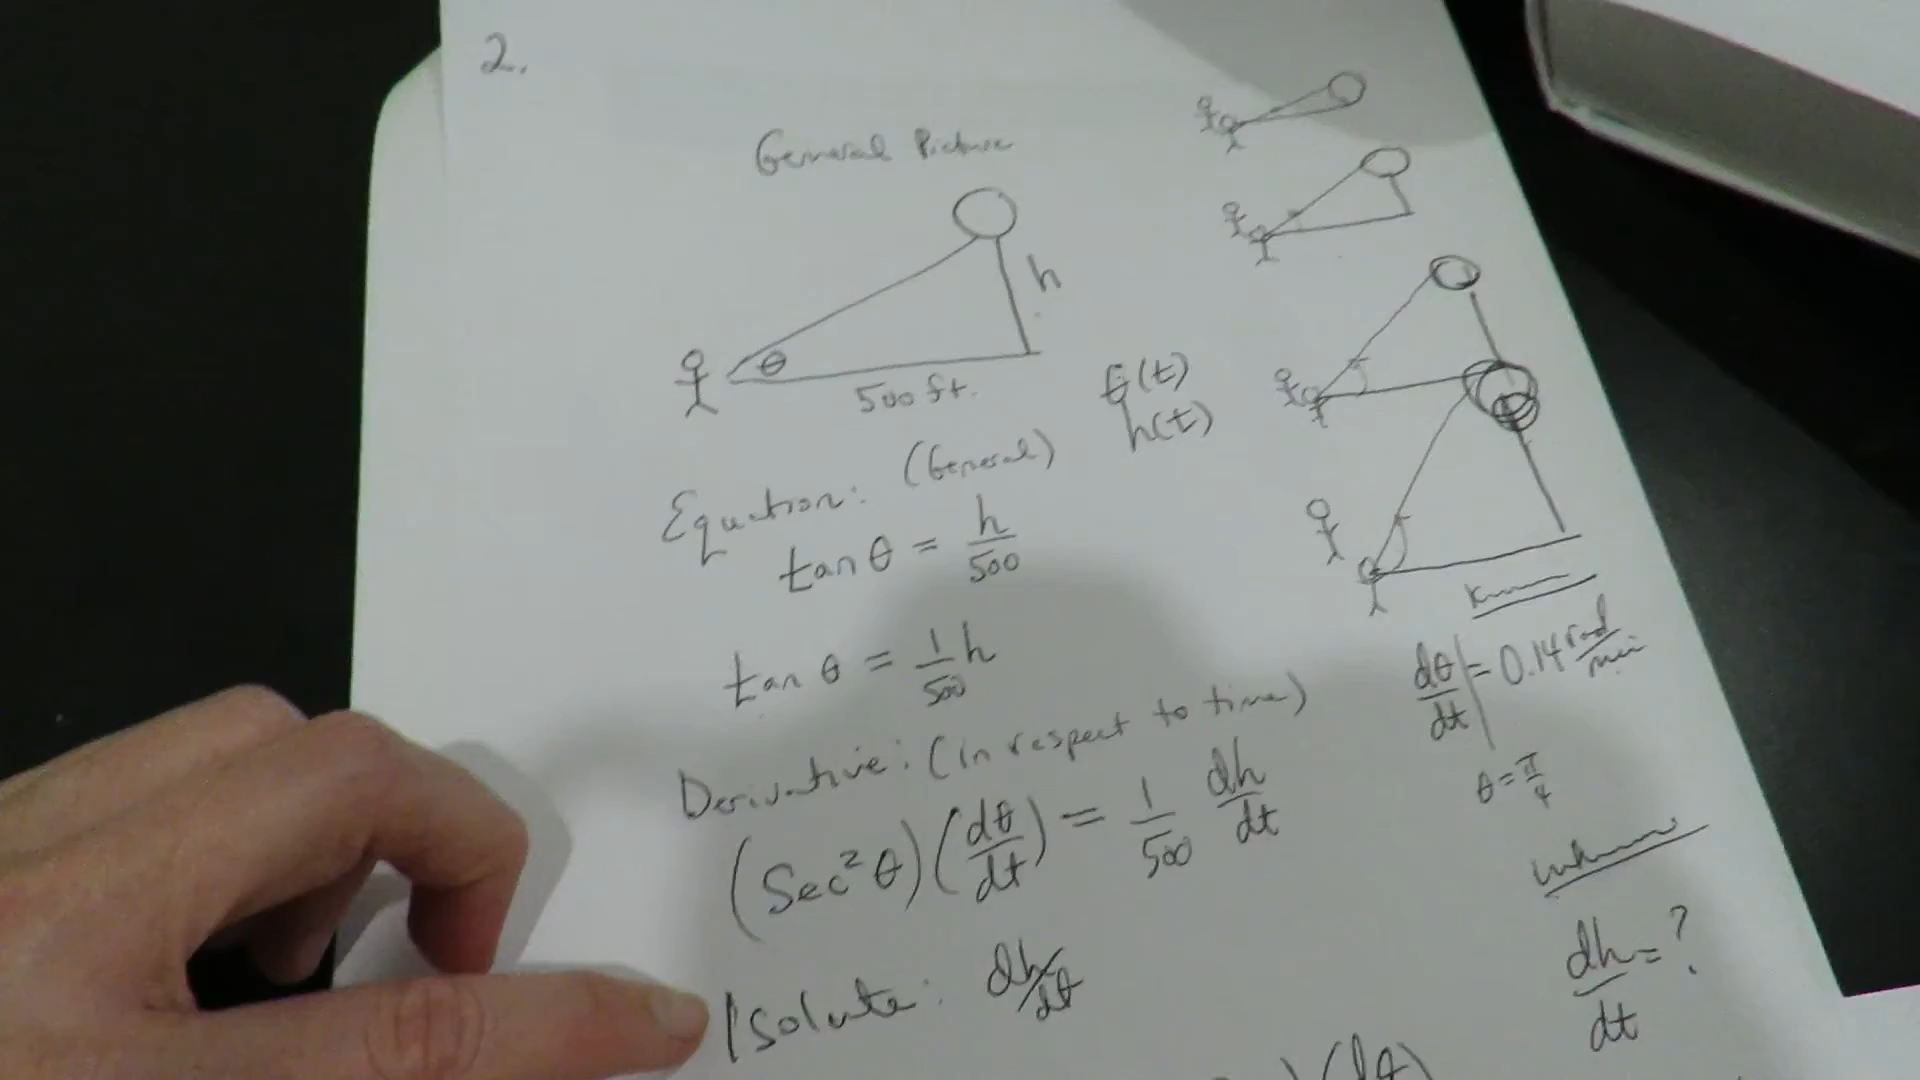 2.
General Picture
h
θ
500 ft.
θ(t)
h(t)
Equation: (General)
tan θ = h/500
tan θ = 1/500 h
Derivative: (in respect to time)
(Sec² θ)(dθ/dt) = 1/500 dh/dt
Isolate: dh/dt
dθ/dt| = 0.14 rad/min
θ = π/4
dh/dt = ?